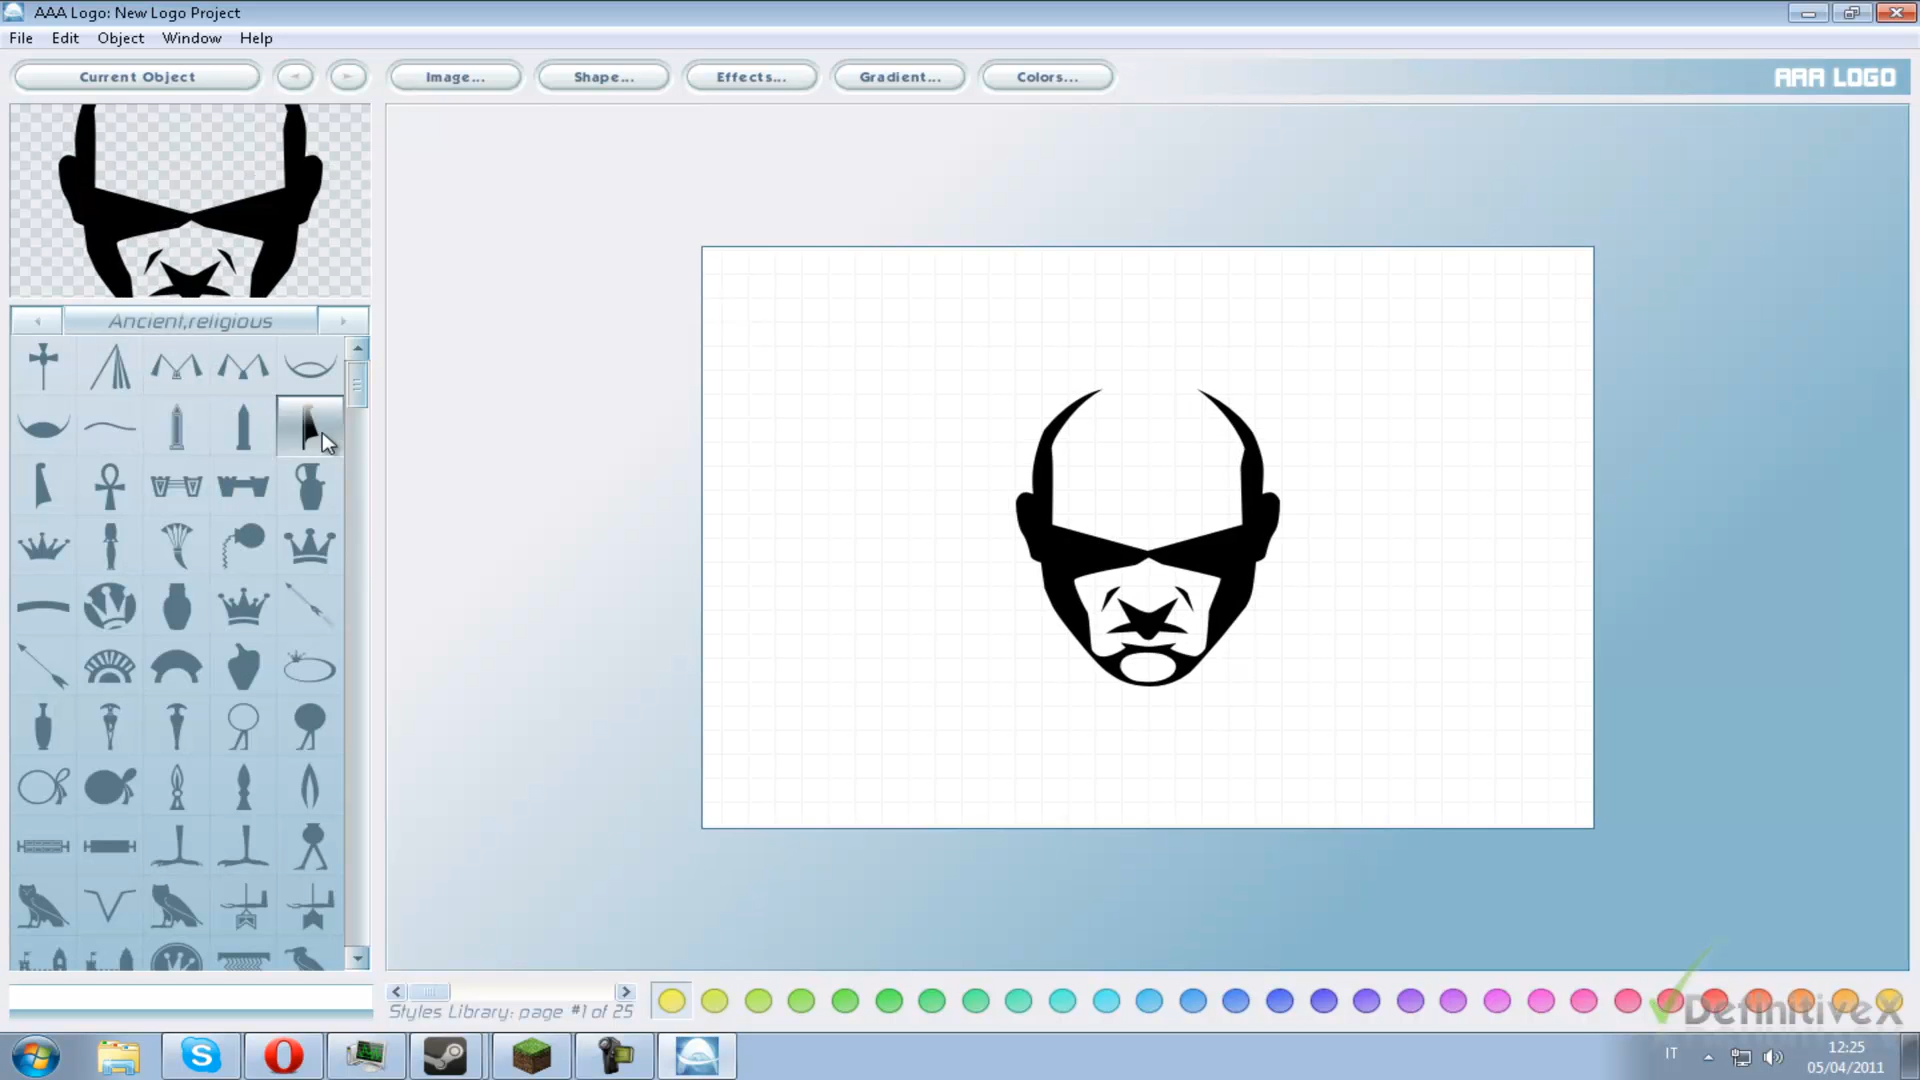 AAA Logo: New Logo Project
File Edit Object Window Help
Current Object Image... Shape... Effects... Gradient... Colors... AAA LOGO
Ancient,religious
Styles Library: page #1 of 25
DefinitiveX
IT
12:25
05/04/2011